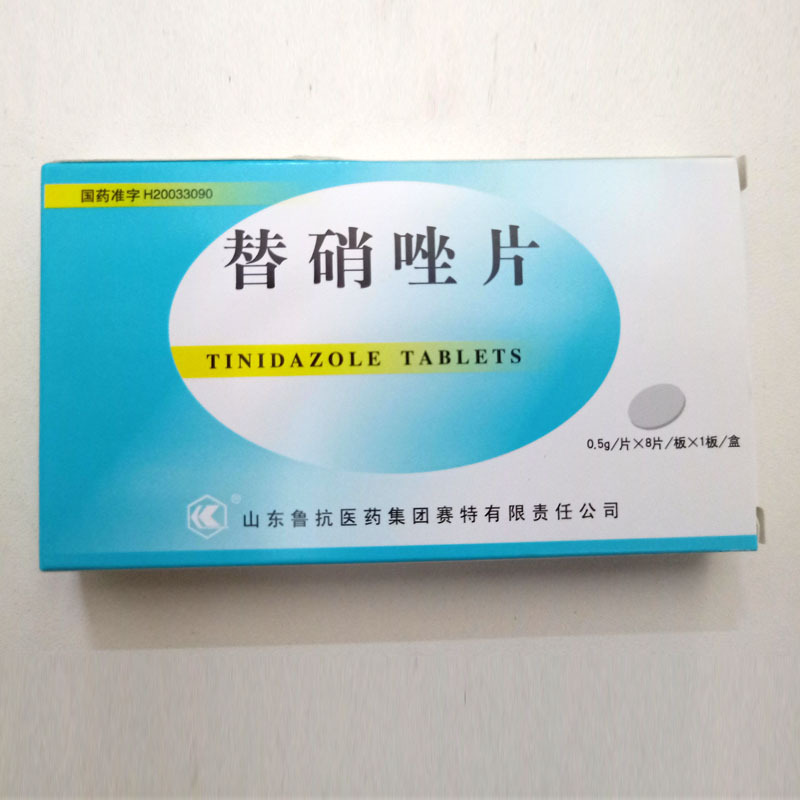 国药准字H20033090
替硝唑片
TINIDAZOLE TABLETS
0.5g/片×8片/板×1板/盒
® 山东鲁抗医药集团赛特有限责任公司